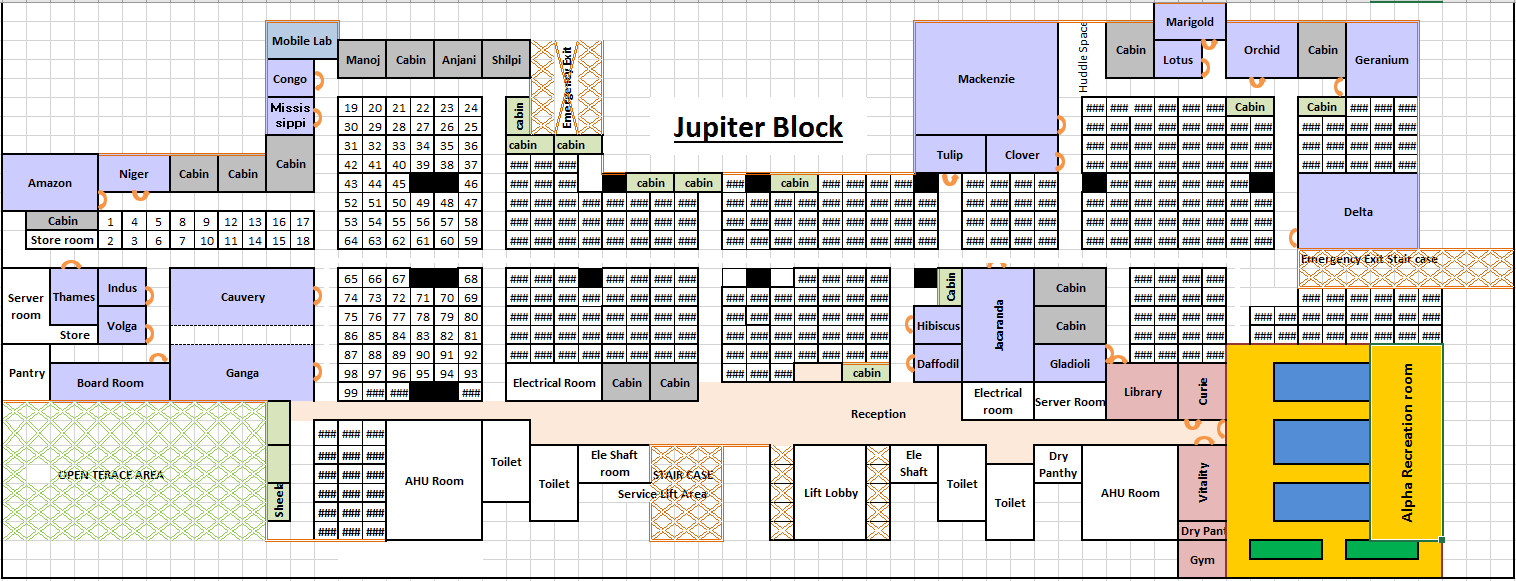 Marigold
Mobile Lab
Manoj
Cabin
Anjani
Shilpi
Emergency Exit
Jupiter Block
Mackenzie
Huddle Space
Cabin
Lotus
Orchid
Cabin
Geranium
Congo
Missis
sippi
Cabin
cabin
19 20 21 22 23 24 ### ### ### ### ### ### Cabin Cabin ### ### ###
30 29 28 27 26 25 ### ### ### ### ### ### ### ### ### ### ### ### ###
31 32 33 34 35 36 cabin cabin ### ### ### ### ### ### ### ### ### ### ### ### ###
Tulip
Clover
42 41 40 39 38 37 ### ### ### ### ### ### ### ### ### ### ### ### ### ### ### ###
Amazon
Niger
Cabin
Cabin
43 44 45 46 ### ### ### cabin cabin ### cabin ### ### ### ### ### ### ### ### ### ### ### ### ### ###
52 51 50 49 48 47 ### ### ### ### ### ### ### ### ### ### ### ### ### ### ### ### ### ### ### ### ### ### ### ### ### ### ### ### ###
Delta
Cabin 1 4 5 8 9 12 13 16 17 53 54 55 56 57 58 ### ### ### ### ### ### ### ### ### ### ### ### ### ### ### ### ### ### ### ### ### ### ### ### ### ### ### ### ###
Store room 2 3 6 7 10 11 14 15 18 64 63 62 61 60 59 ### ### ### ### ### ### ### ### ### ### ### ### ### ### ### ### ### ### ### ### ### ### ### ### ### ### ### ### ###
Emergency Exit Stair case
Server
room
Thames
Indus
Volga
Store
Cauvery
65 66 67 68 ### ### ### ### ### ### ### ### ### ### ### ### ### ### ###
74 73 72 71 70 69 ### ### ### ### ### ### ### ### ### ### ### ### ### ### ### ### ### ### ### ### ### ### ### ### ###
75 76 77 78 79 80 ### ### ### ### ### ### ### ### ### ### ### ### ### ### ### ### ### ### ### ### ### ### ### ### ### ### ###
86 85 84 83 82 81 ### ### ### ### ### ### ### ### ### ### ### ### ### ### ### ### ### ### ### ### ### ### ### ### ### ### ###
87 88 89 90 91 92 ### ### ### ### ### ### ### ### ### ### ### ### ### ### ### ### ### ### ###
98 97 96 95 94 93 ### ### ### cabin
99 ### ### ###
Cabin
Hibiscus
Daffodil
Jacaranda
Cabin
Cabin
Gladioli
Pantry
Board Room
Ganga
Electrical Room
Cabin
Cabin
Electrical
room
Server Room
Library
Curie
Alpha Recreation room
Reception
OPEN TERACE AREA
Sheek
### ### ###
### ### ###
### ### ###
### ### ###
### ### ###
### ### ###
AHU Room
Toilet
Toilet
Ele Shaft
room
STAIR CASE
Service Lift Area
Lift Lobby
Ele
Shaft
Toilet
Toilet
Dry
Panthy
AHU Room
Vitality
Dry Pant
Gym